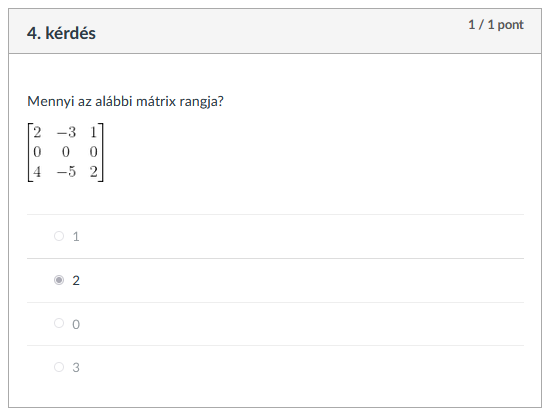 4. kérdés
1 / 1 pont
Mennyi az alábbi mátrix rangja?
2 −3 1
0 0 0
4 −5 2
1
2
0
3